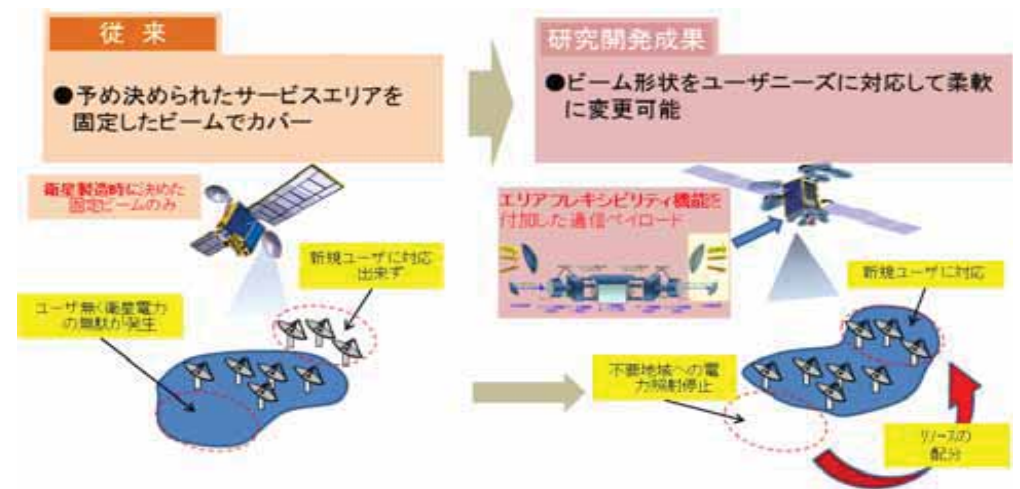 従 来
●予め決められたサービスエリアを
固定したビームでカバー
衛星製造時に決めた
固定ビームのみ
新規ユーザに対応
出来ず
ユーザ無く衛星電力
の無駄が発生
研究開発成果
●ビーム形状をユーザニーズに対応して柔軟
に変更可能
エリアフレキシビリティ機能を
付加した通信ペイロード
新規ユーザに対応
不要地域への電
力照射停止
リソースの
配分